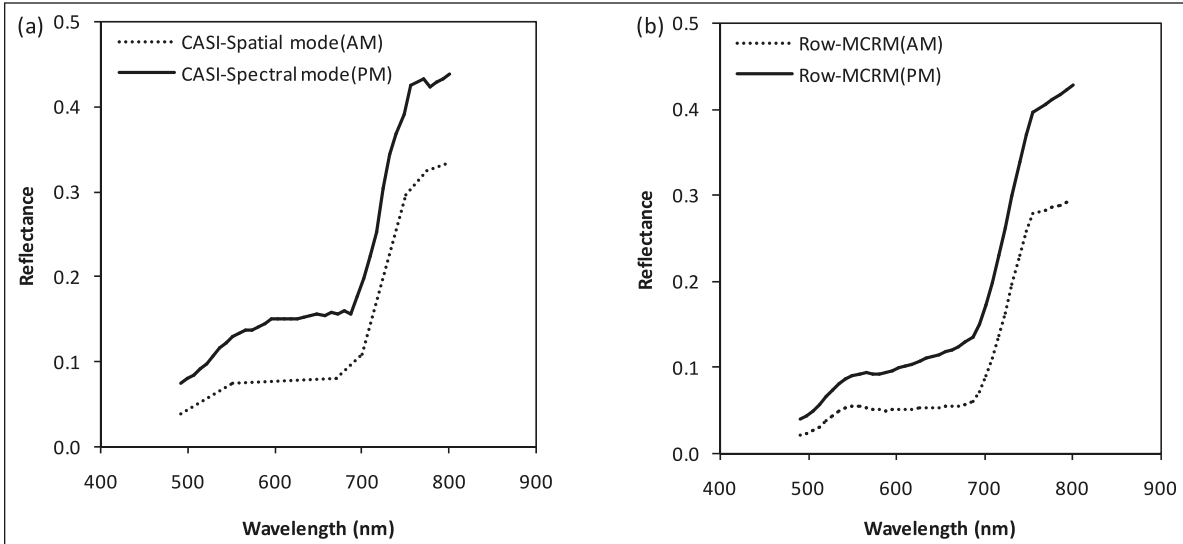 (a)
CASI-Spatial mode(AM)
CASI-Spectral mode(PM)
0.5
0.4
0.3
0.2
0.1
0.0
Reflectance
400 500 600 700 800 900
Wavelength (nm)
(b)
Row-MCRM(AM)
Row-MCRM(PM)
0.5
0.4
0.3
0.2
0.1
0.0
Reflectance
400 500 600 700 800 900
Wavelength (nm)